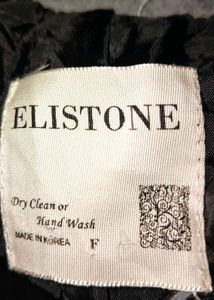 ELISTONE
Dry Clean or
Hand Wash
MADE IN KOREA F